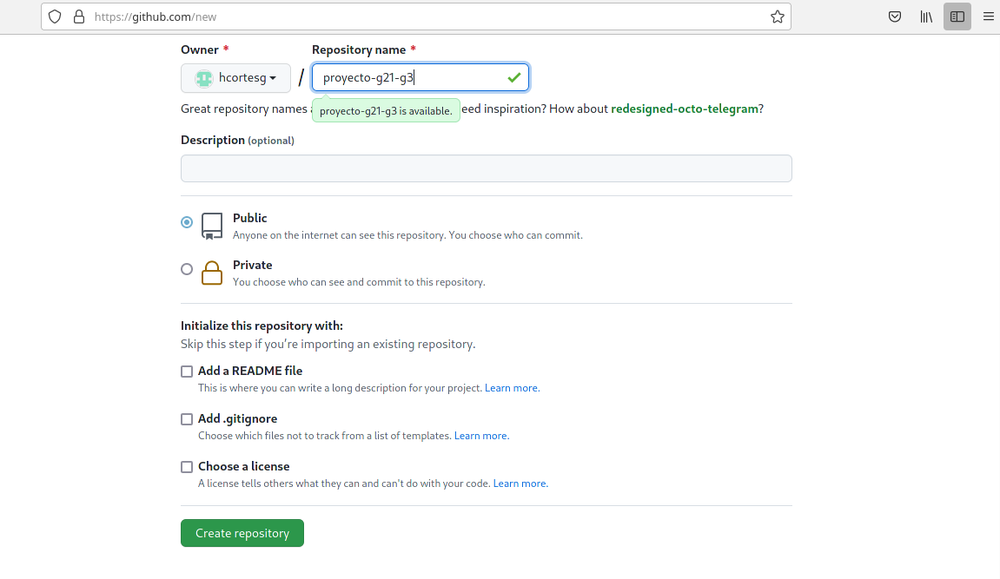 https://github.com/new
Owner * Repository name *
hcortesg / proyecto-g21-g3
Great repository names a proyecto-g21-g3 is available. eed inspiration? How about redesigned-octo-telegram?
Description (optional)
Public
Anyone on the internet can see this repository. You choose who can commit.
Private
You choose who can see and commit to this repository.
Initialize this repository with:
Skip this step if you’re importing an existing repository.
Add a README file
This is where you can write a long description for your project. Learn more.
Add .gitignore
Choose which files not to track from a list of templates. Learn more.
Choose a license
A license tells others what they can and can't do with your code. Learn more.
Create repository